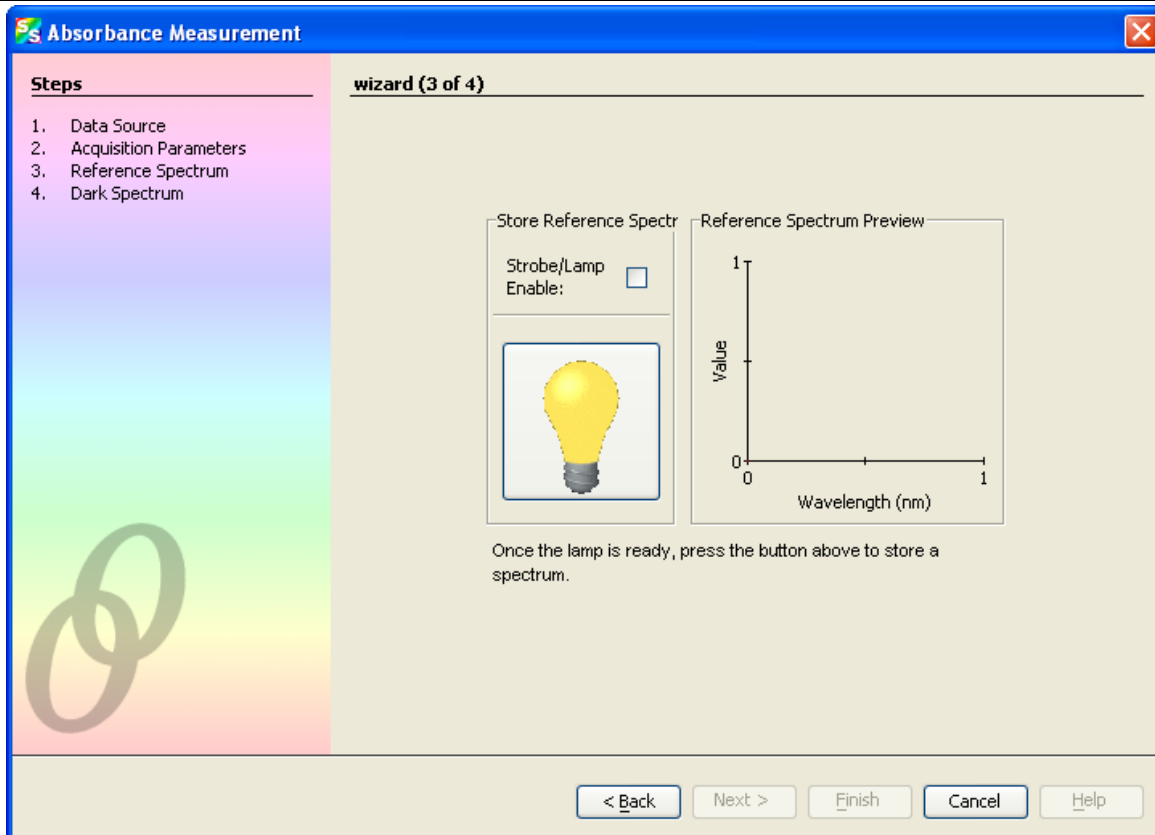 Absorbance Measurement
Steps
1. Data Source
2. Acquisition Parameters
3. Reference Spectrum
4. Dark Spectrum
wizard (3 of 4)
Store Reference Spectr
Strobe/Lamp
Enable:
Reference Spectrum Preview
1
Value
0
0
1
Wavelength (nm)
Once the lamp is ready, press the button above to store a
spectrum.
< Back
Next >
Finish
Cancel
Help